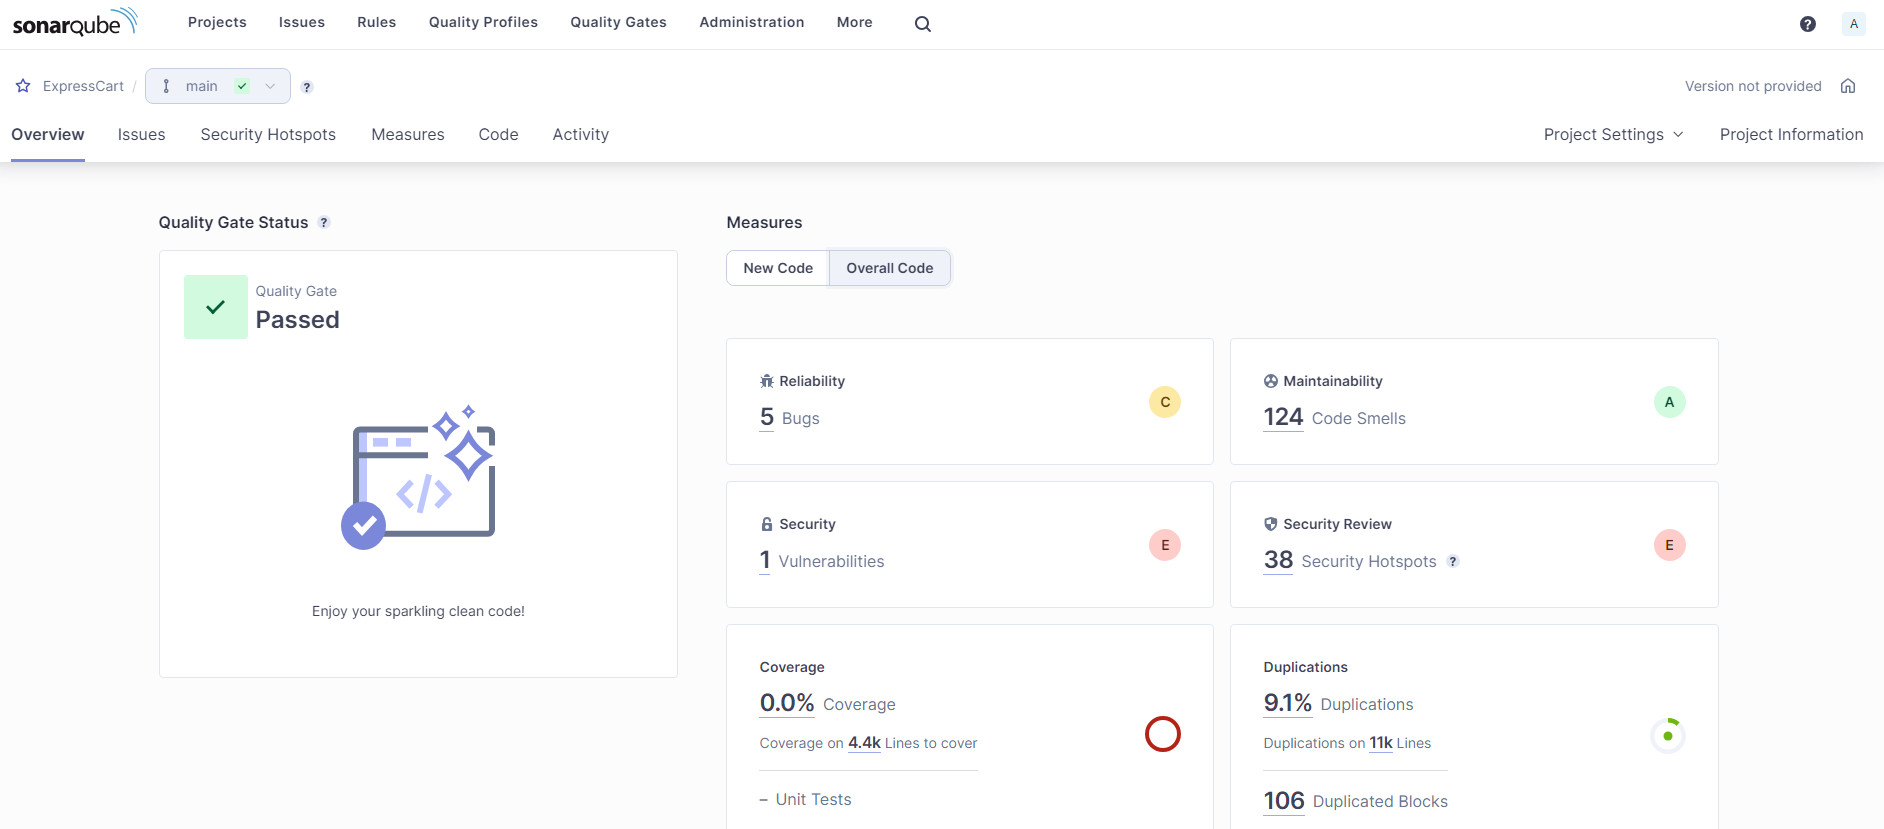 sonarqube Projects Issues Rules Quality Profiles Quality Gates Administration More ? A
ExpressCart / main ? Version not provided
Overview Issues Security Hotspots Measures Code Activity Project Settings Project Information
Quality Gate Status ?
Quality Gate
Passed
</>
Enjoy your sparkling clean code!
Measures
New Code Overall Code
Reliability
5 Bugs
C
Maintainability
124 Code Smells
A
Security
1 Vulnerabilities
E
Security Review
38 Security Hotspots ?
E
Coverage
0.0% Coverage
Coverage on 4.4k Lines to cover
– Unit Tests
Duplications
9.1% Duplications
Duplications on 11k Lines
106 Duplicated Blocks